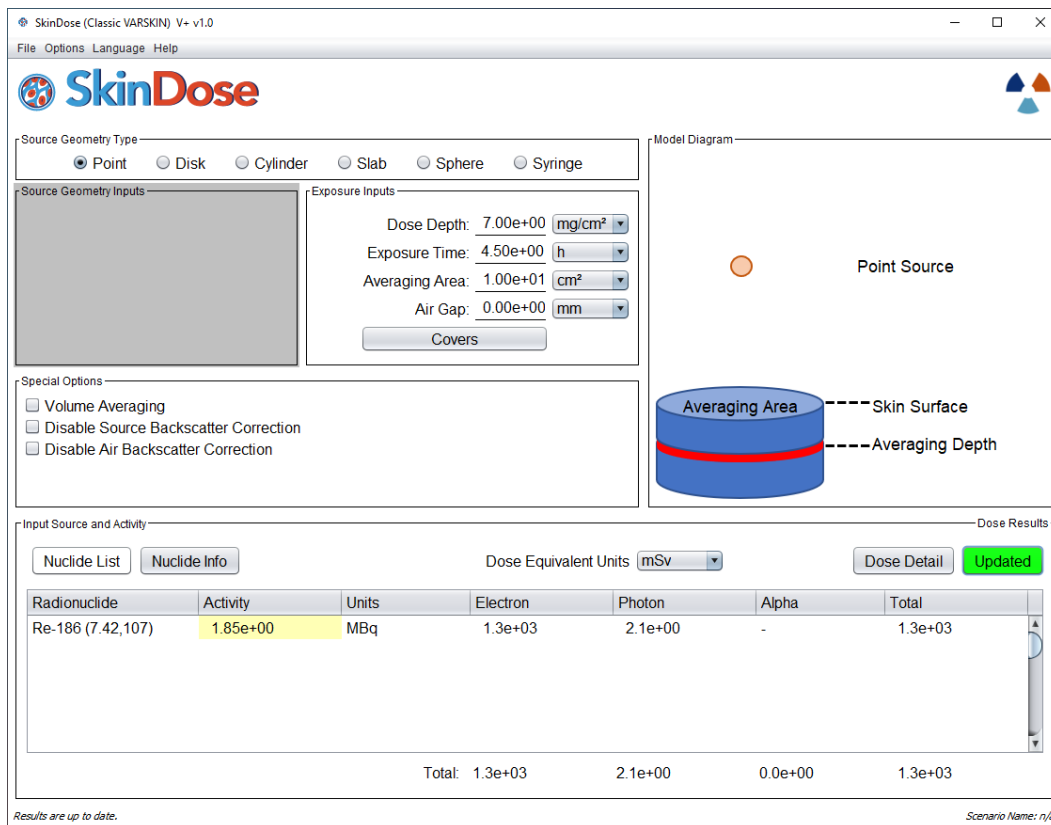 SkinDose (Classic VARSKIN) V+ v1.0
File Options Language Help
SkinDose
Source Geometry Type
Point Disk Cylinder Slab Sphere Syringe
Source Geometry Inputs
Exposure Inputs
Dose Depth: 7.00e+00 mg/cm²
Exposure Time: 4.50e+00 h
Averaging Area: 1.00e+01 cm²
Air Gap: 0.00e+00 mm
Covers
Special Options
Volume Averaging
Disable Source Backscatter Correction
Disable Air Backscatter Correction
Model Diagram
Point Source
Averaging Area
Skin Surface
Averaging Depth
Input Source and Activity
Dose Results
Nuclide List Nuclide Info Dose Equivalent Units mSv Dose Detail Updated
Radionuclide Activity Units Electron Photon Alpha Total
Re-186 (7.42,107) 1.85e+00 MBq 1.3e+03 2.1e+00 - 1.3e+03
Total: 1.3e+03 2.1e+00 0.0e+00 1.3e+03
Results are up to date.
Scenario Name: n/a